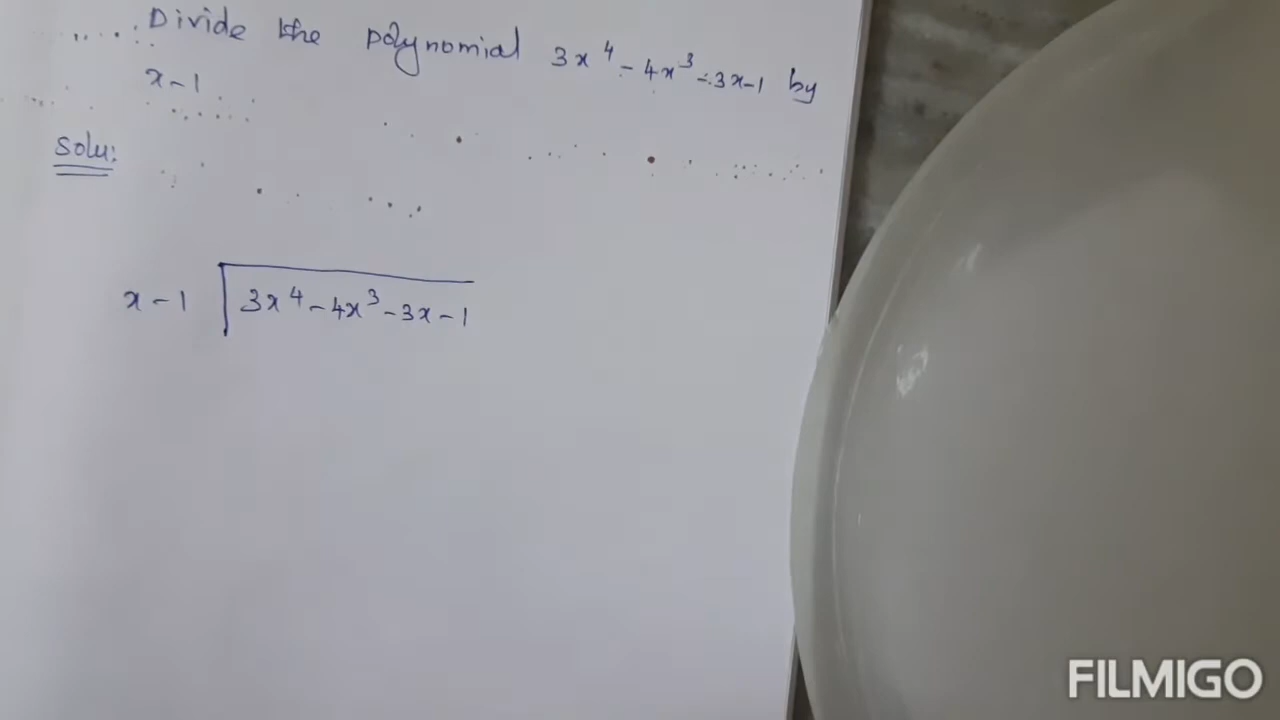 Divide the polynomial 3x⁴ - 4x³ - 3x - 1 by
x - 1
Solu:
x - 1 3x⁴ - 4x³ - 3x - 1
FILMIGO